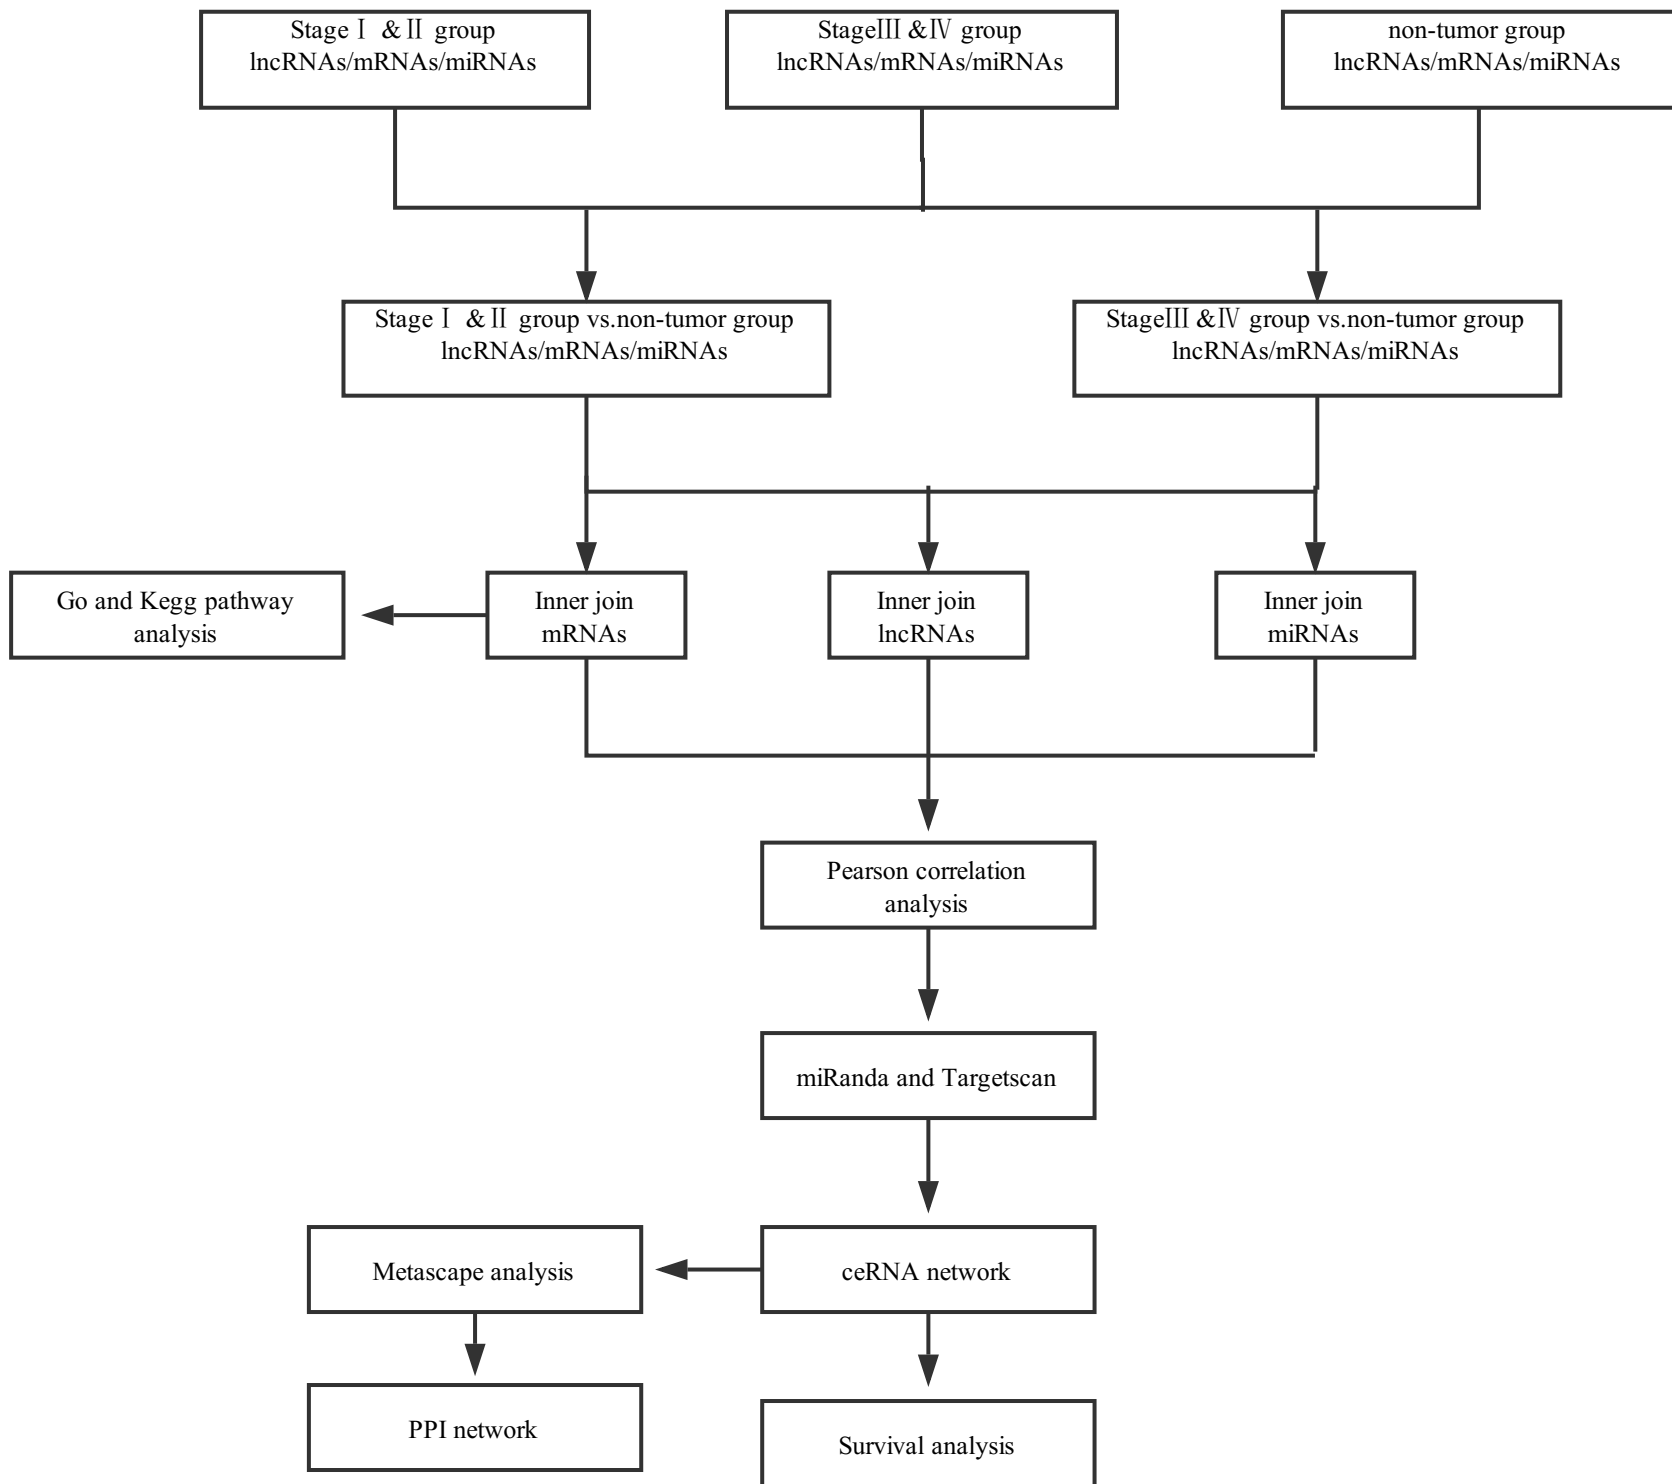 Stage Ⅰ & Ⅱ group
lncRNAs/mRNAs/miRNAs
StageⅢ &Ⅳ group
lncRNAs/mRNAs/miRNAs
non-tumor group
lncRNAs/mRNAs/miRNAs
Stage Ⅰ & Ⅱ group vs.non-tumor group
lncRNAs/mRNAs/miRNAs
StageⅢ &Ⅳ group vs.non-tumor group
lncRNAs/mRNAs/miRNAs
Go and Kegg pathway
analysis
Inner join
mRNAs
Inner join
lncRNAs
Inner join
miRNAs
Pearson correlation
analysis
miRanda and Targetscan
Metascape analysis
ceRNA network
PPI network
Survival analysis